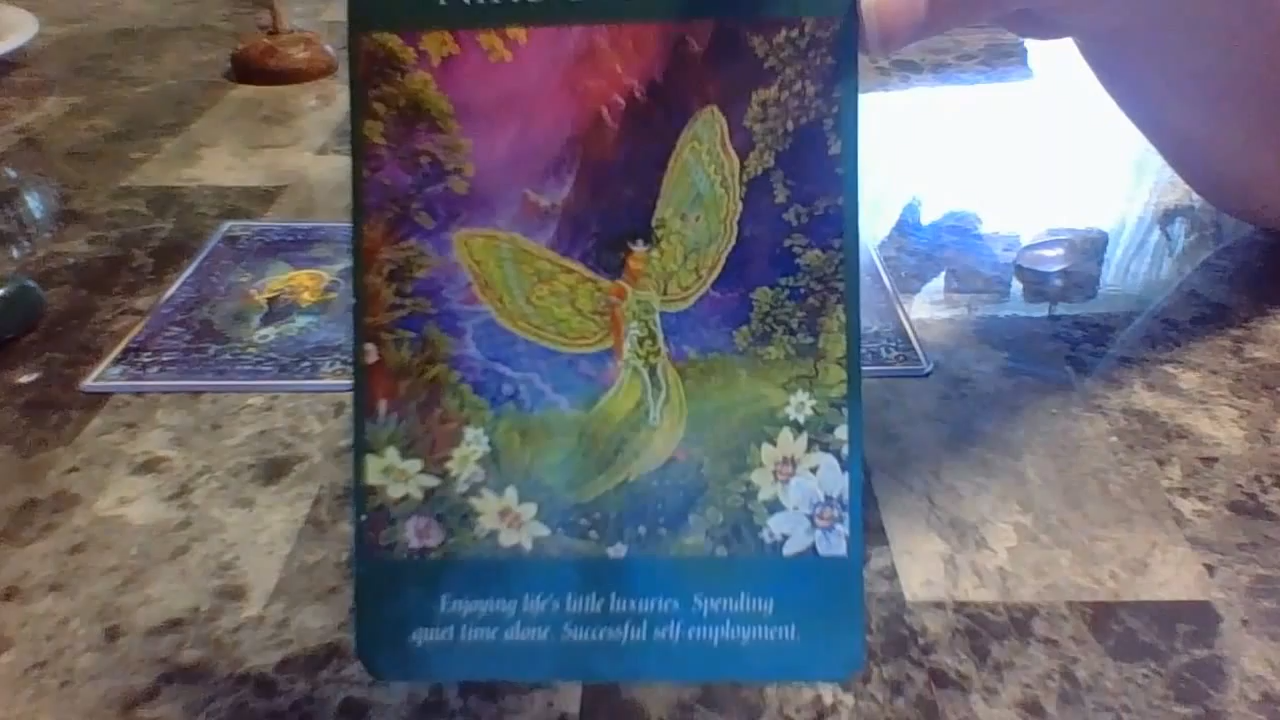 Enjoying life's little luxuries. Spending
quiet time alone. Successful self-employment.